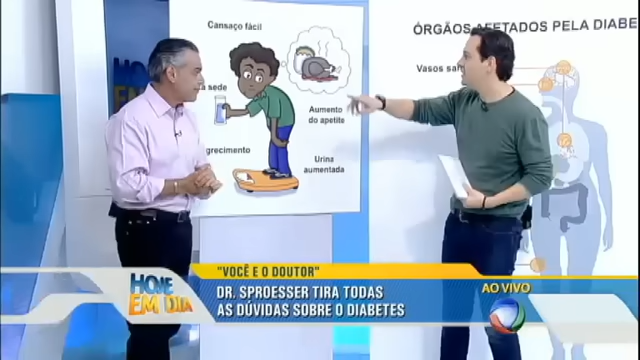 Cansaço fácil
ÓRGÃOS AFETADOS PELA DIABE
Vasos sa
a sede
Aumento
do apetite
grecimento
Urina
aumentada
"VOCÊ E O DOUTOR"
DR. SPROESSER TIRA TODAS
AS DÚVIDAS SOBRE O DIABETES
HOJE
EM DIA
AO VIVO